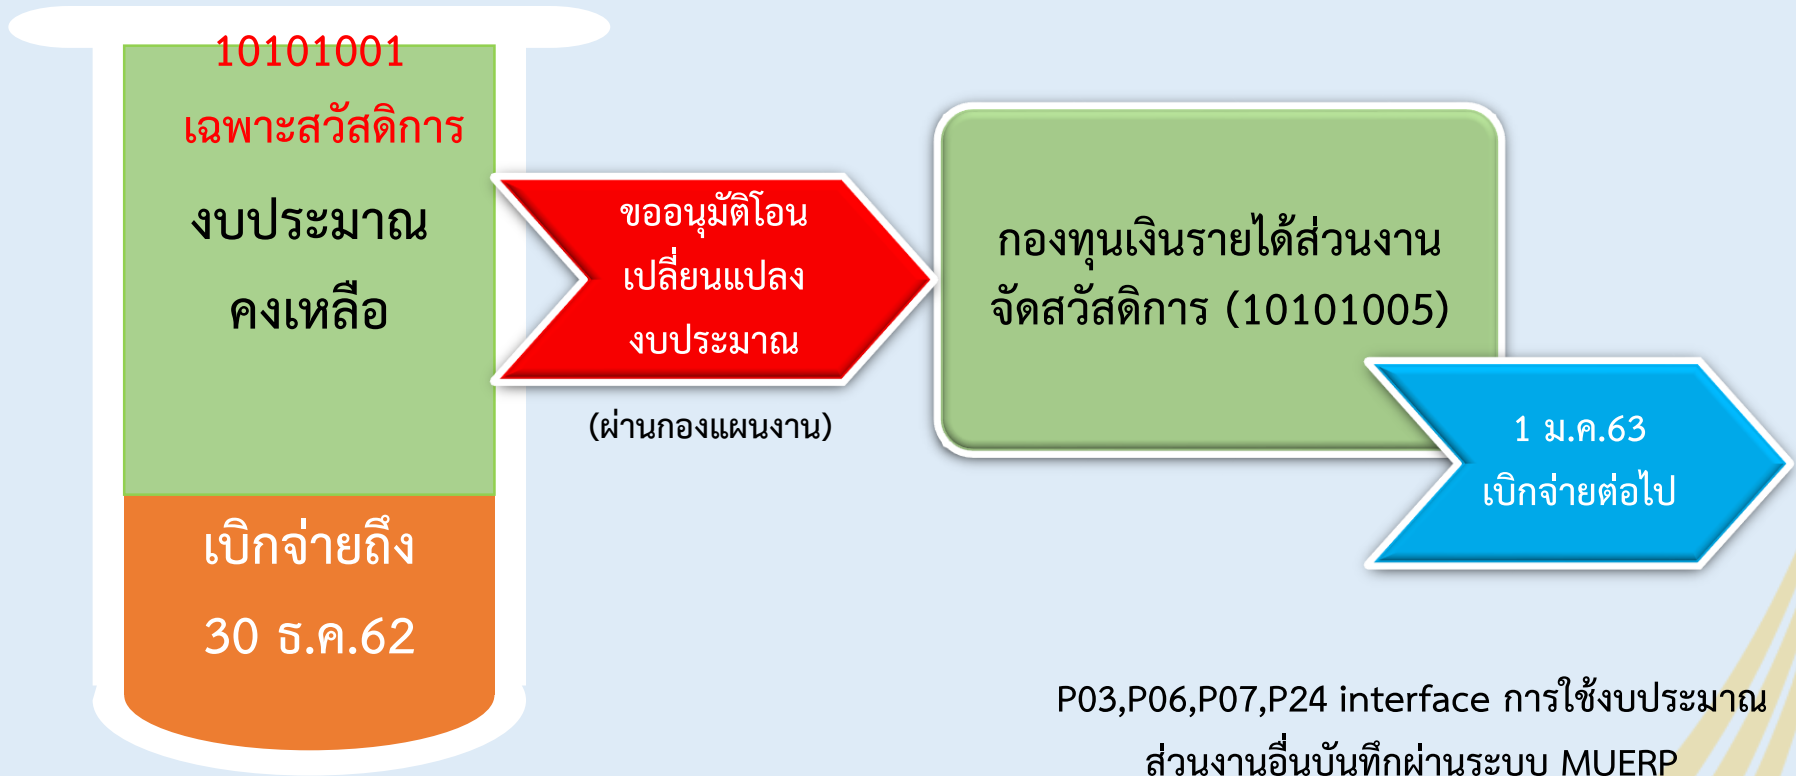 10101001
เฉพาะสวัสดิการ
งบประมาณ
คงเหลือ
เบิกจ่ายถึง
30 ธ.ค.62
ขออนุมัติโอน
เปลี่ยนแปลง
งบประมาณ
(ผ่านกองแผนงาน)
กองทุนเงินรายได้ส่วนงาน
จัดสวัสดิการ (10101005)
1 ม.ค.63
เบิกจ่ายต่อไป
P03,P06,P07,P24 interface การใช้งบประมาณ
ส่วนงานอื่นบันทึกผ่านระบบ MUERP